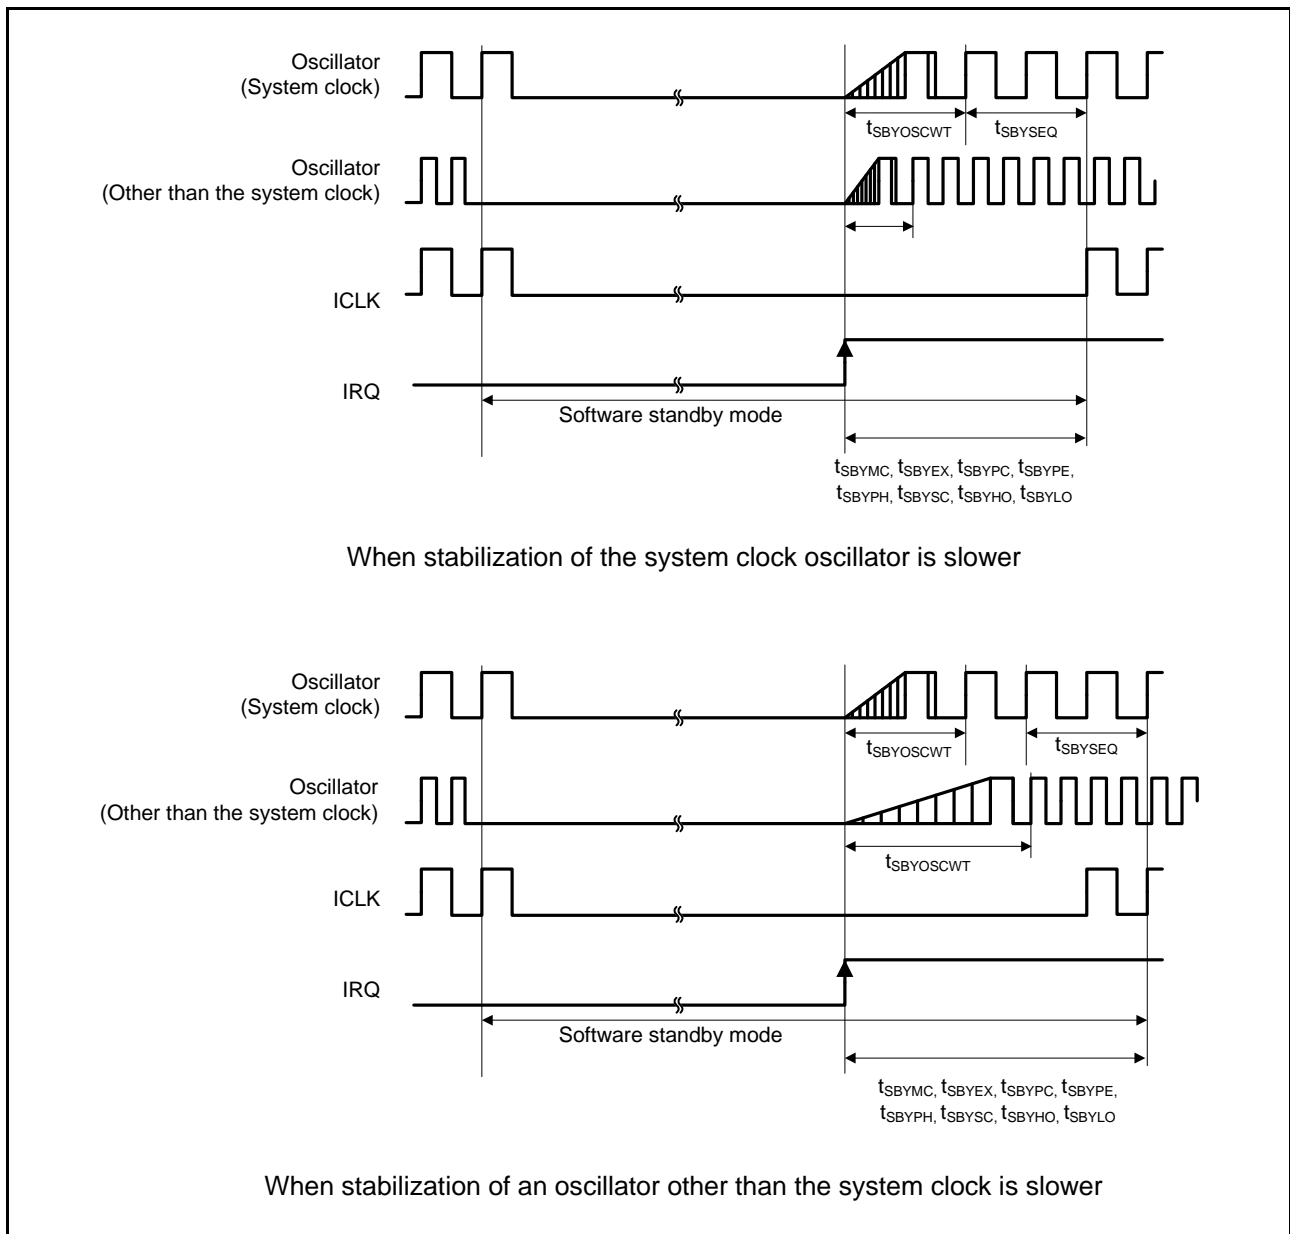 Oscillator
(System clock)
tSBYOSCWT
tSBYSEQ
Oscillator
(Other than the system clock)
ICLK
IRQ
Software standby mode
tSBYMC, tSBYEX, tSBYPC, tSBYPE,
tSBYPH, tSBYSC, tSBYHO, tSBYLO
When stabilization of the system clock oscillator is slower
Oscillator
(System clock)
tSBYOSCWT
tSBYSEQ
Oscillator
(Other than the system clock)
tSBYOSCWT
ICLK
IRQ
Software standby mode
tSBYMC, tSBYEX, tSBYPC, tSBYPE,
tSBYPH, tSBYSC, tSBYHO, tSBYLO
When stabilization of an oscillator other than the system clock is slower